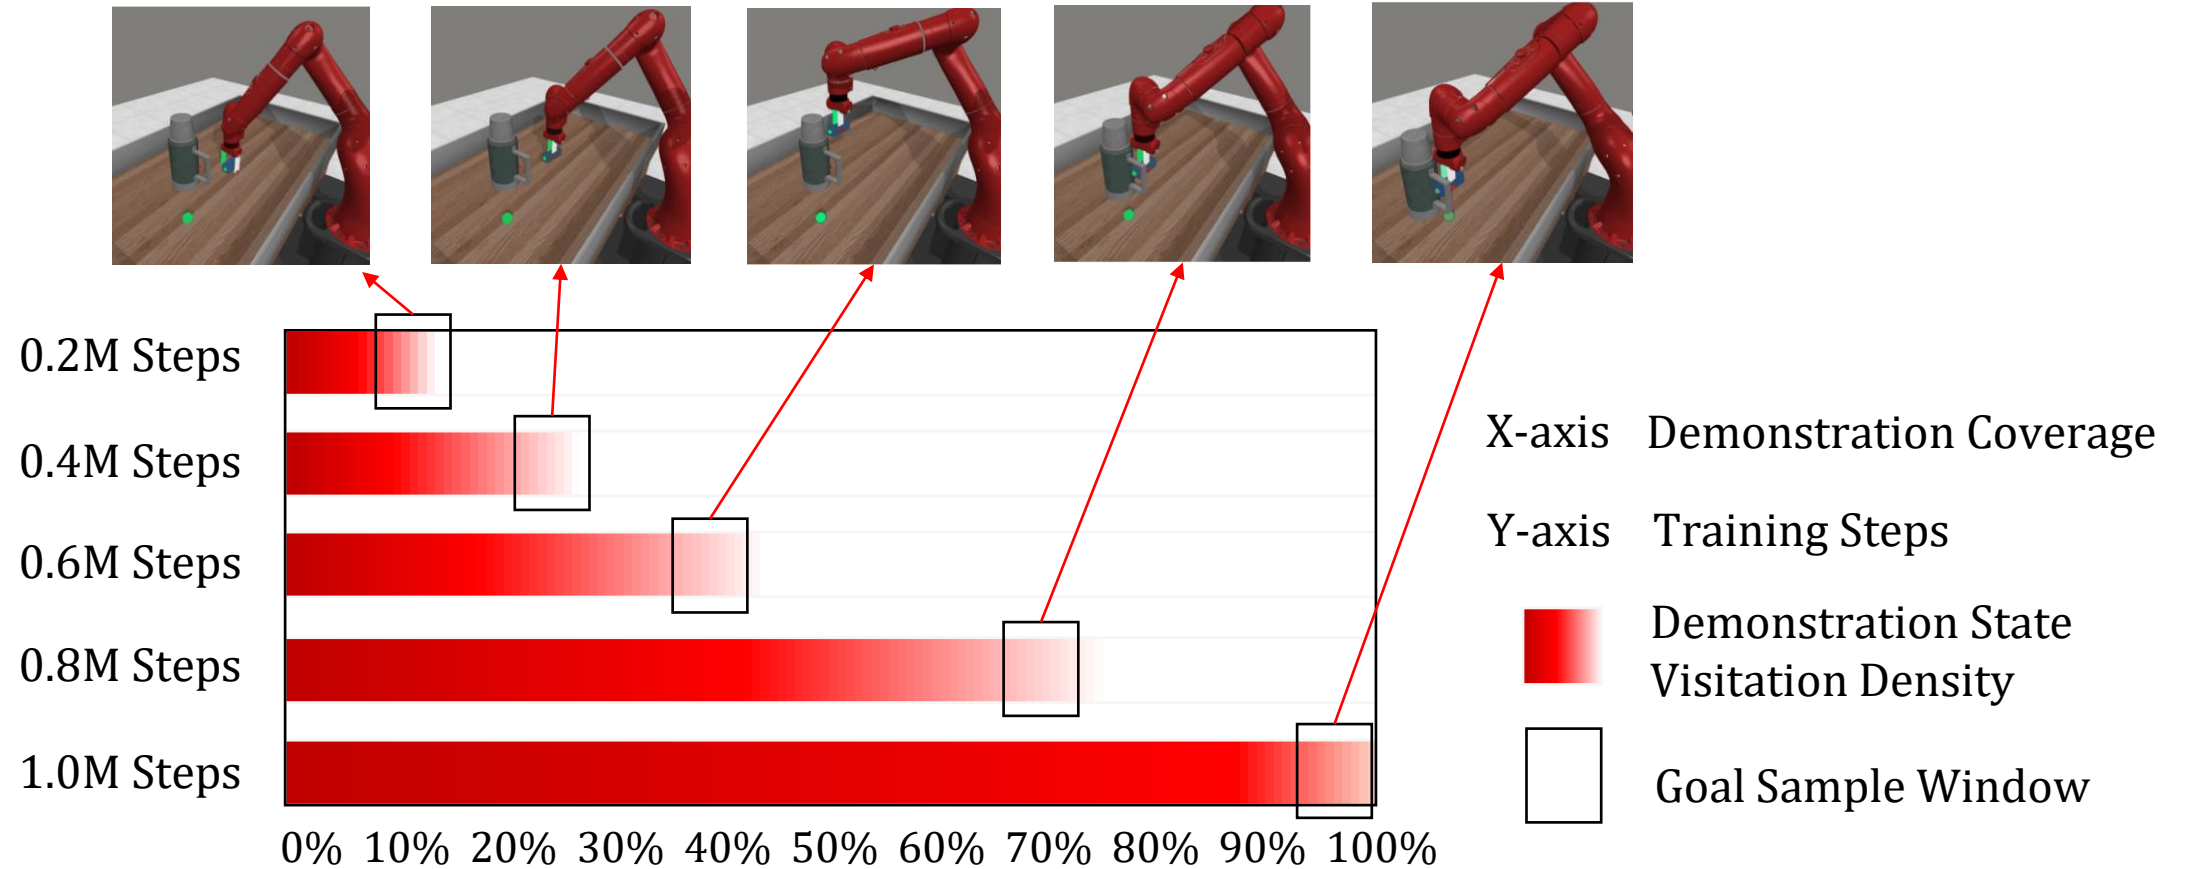 0.2M Steps
0.4M Steps
0.6M Steps
0.8M Steps
1.0M Steps
0% 10% 20% 30% 40% 50% 60% 70% 80% 90% 100%
X-axis Demonstration Coverage
Y-axis Training Steps
Demonstration State
Visitation Density
Goal Sample Window